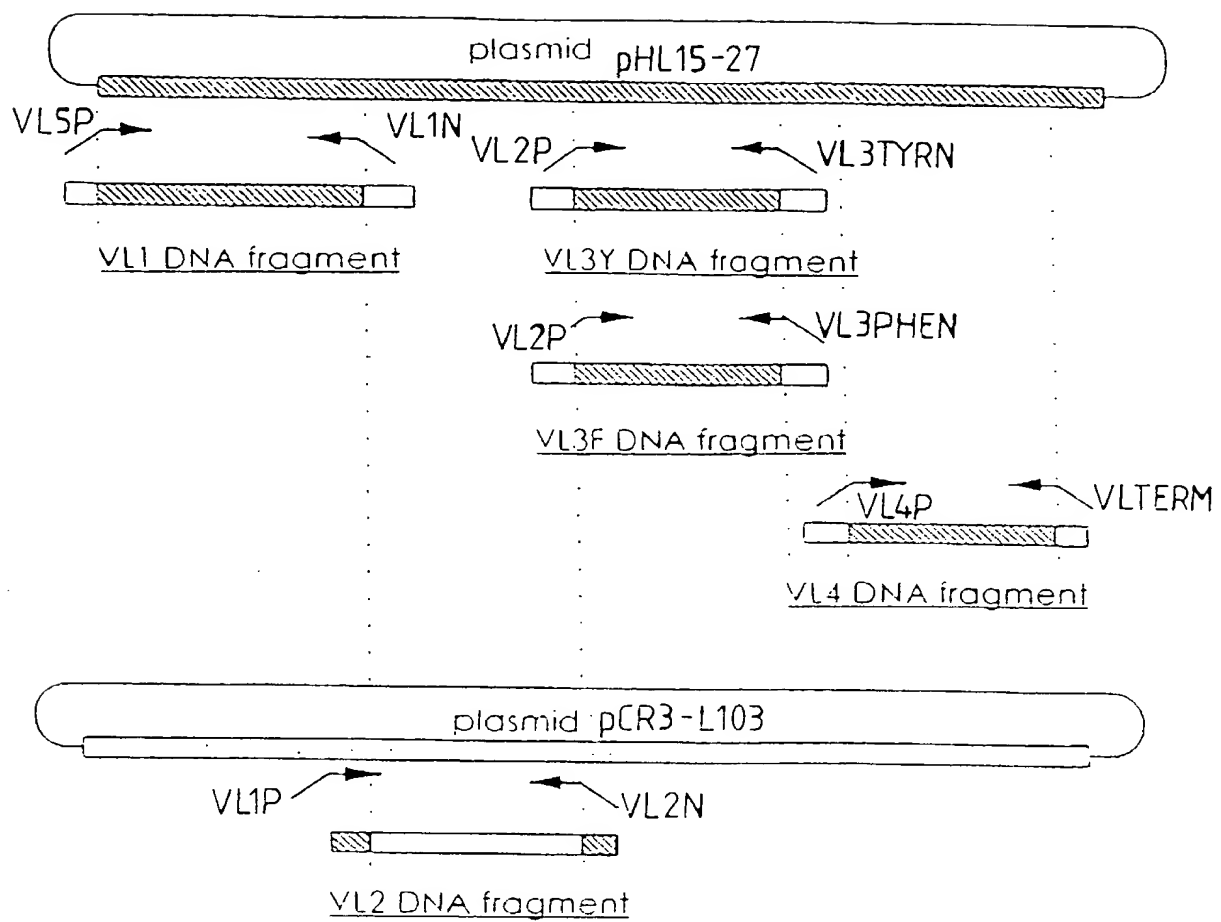 plasmid pHL15-27
VL5P
VL1N
VL2P
VL3TYRN
VL1 DNA fragment
VL3Y DNA fragment
VL2P
VL3PHEN
VL3F DNA fragment
VL4P
VLTERM
VL4 DNA fragment
plasmid pCR3-L103
VL1P
VL2N
VL2 DNA fragment